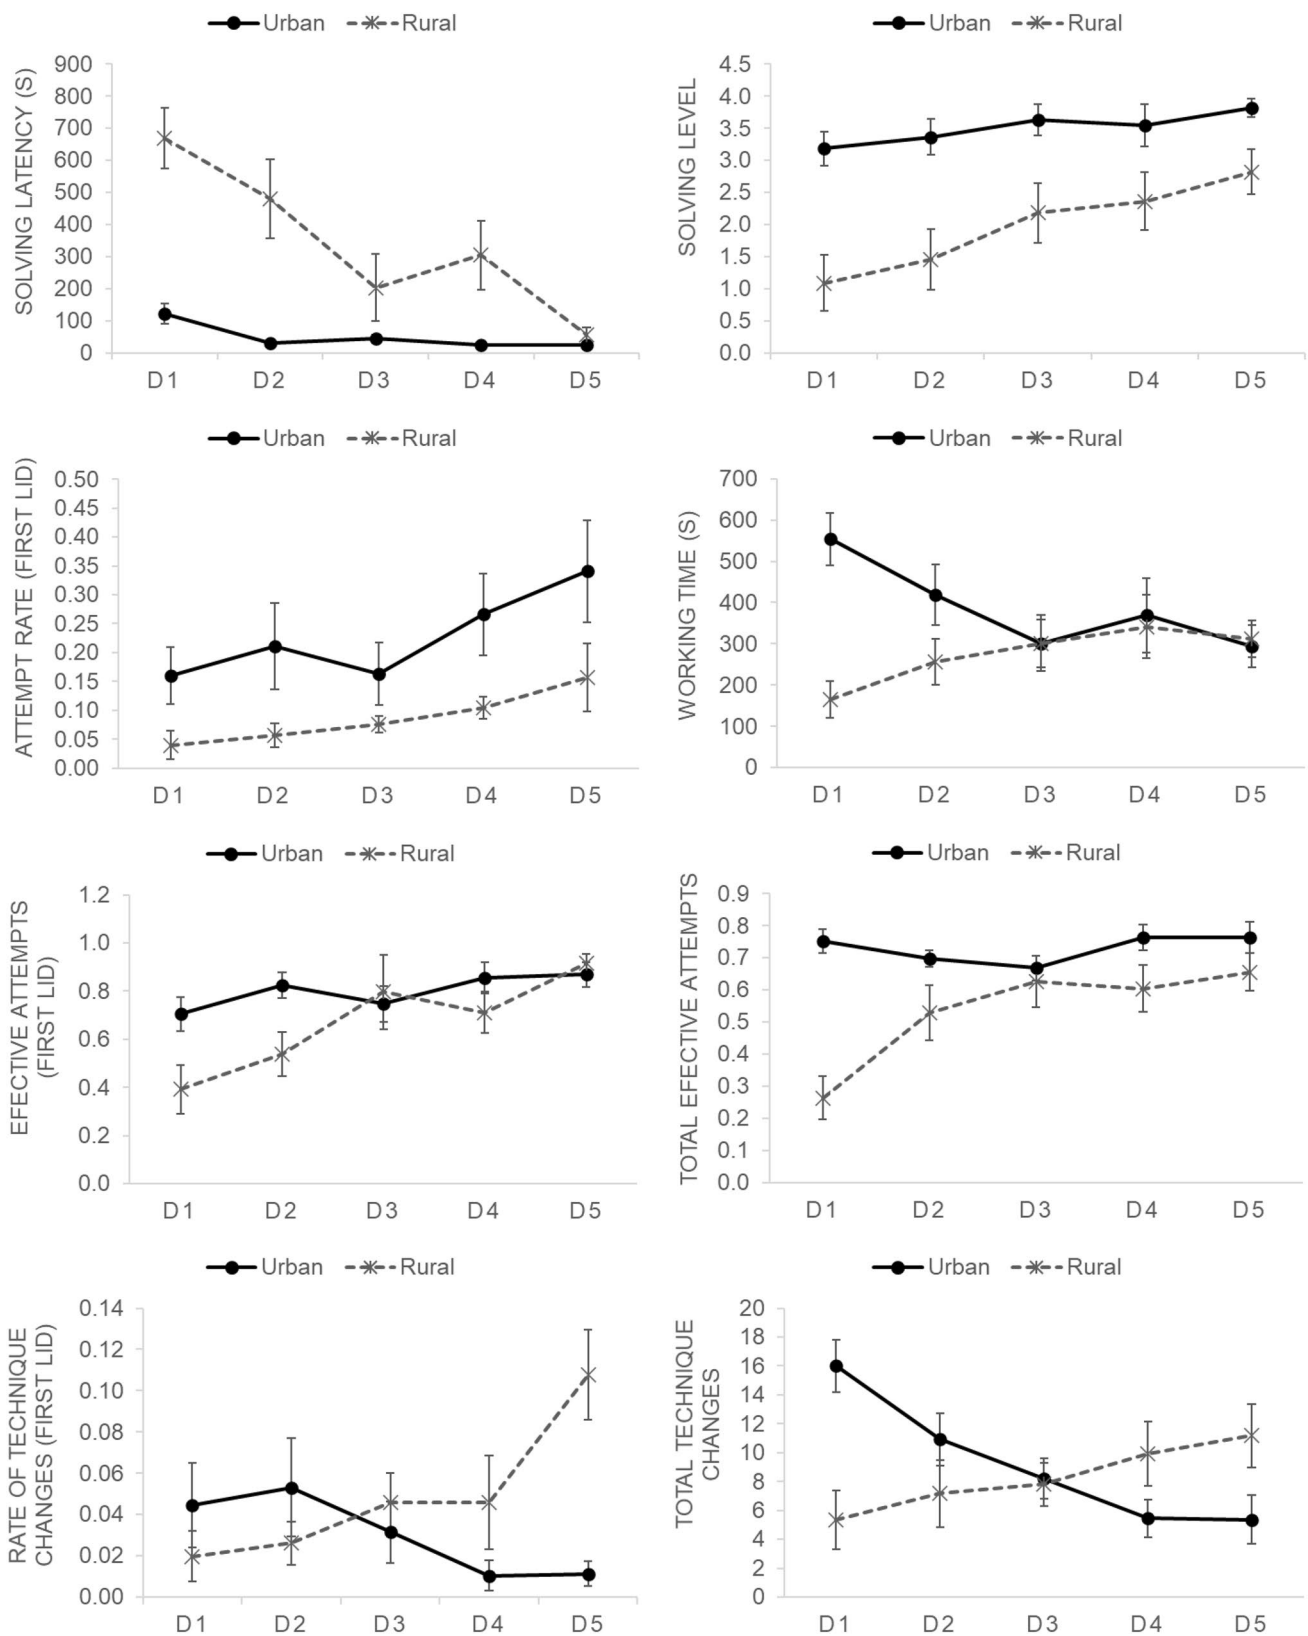 Urban Rural
SOLVING LATENCY (S)
900
800
700
600
500
400
300
200
100
0
D1 D2 D3 D4 D5
Urban Rural
SOLVING LEVEL
4.5
4.0
3.5
3.0
2.5
2.0
1.5
1.0
0.5
0.0
D1 D2 D3 D4 D5
Urban Rural
ATTEMPT RATE (FIRST LID)
0.50
0.45
0.40
0.35
0.30
0.25
0.20
0.15
0.10
0.05
0.00
D1 D2 D3 D4 D5
Urban Rural
WORKING TIME (S)
700
600
500
400
300
200
100
0
D1 D2 D3 D4 D5
Urban Rural
EFECTIVE ATTEMPTS
(FIRST LID)
1.2
1.0
0.8
0.6
0.4
0.2
0.0
D1 D2 D3 D4 D5
Urban Rural
TOTAL EFECTIVE ATTEMPTS
0.9
0.8
0.7
0.6
0.5
0.4
0.3
0.2
0.1
0.0
D1 D2 D3 D4 D5
Urban Rural
RATE OF TECHNIQUE
CHANGES (FIRST LID)
0.14
0.12
0.10
0.08
0.06
0.04
0.02
0.00
D1 D2 D3 D4 D5
Urban Rural
TOTAL TECHNIQUE
CHANGES
20
18
16
14
12
10
8
6
4
2
0
D1 D2 D3 D4 D5